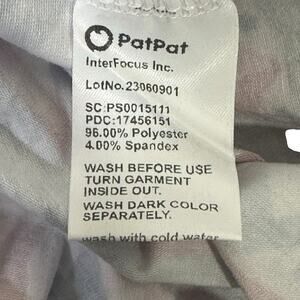 PatPat
InterFocus Inc.
LotNo.23060901
SC:PS0015111
PDC:17456151
96.00% Polyester
4.00% Spandex
WASH BEFORE USE
TURN GARMENT
INSIDE OUT.
WASH DARK COLOR
SEPARATELY.
wash with cold water